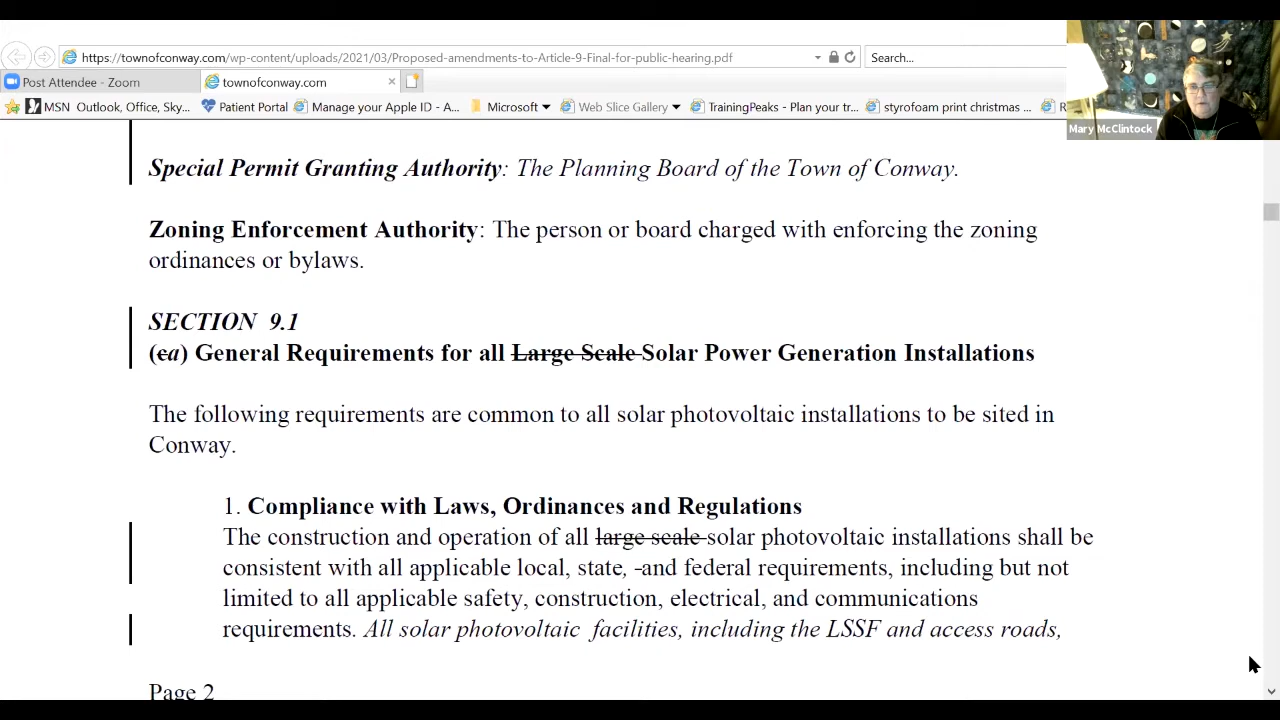 https://townofconway.com/wp-content/uploads/2021/03/Proposed-amendments-to-Article-9-Final-for-public-hearing.pdf
Search...
Post Attendee - Zoom
townofconway.com
MSN Outlook, Office, Sky...
Patient Portal
Manage your Apple ID - A...
Microsoft
Web Slice Gallery
TrainingPeaks - Plan your tr...
styrofoam print christmas ...
Mary McClintock
Special Permit Granting Authority: The Planning Board of the Town of Conway.
Zoning Enforcement Authority: The person or board charged with enforcing the zoning
ordinances or bylaws.
SECTION 9.1
(ca) General Requirements for all Large Scale Solar Power Generation Installations
The following requirements are common to all solar photovoltaic installations to be sited in
Conway.
1. Compliance with Laws, Ordinances and Regulations
The construction and operation of all large scale solar photovoltaic installations shall be
consistent with all applicable local, state, -and federal requirements, including but not
limited to all applicable safety, construction, electrical, and communications
requirements. All solar photovoltaic facilities, including the LSSF and access roads,
Page 2